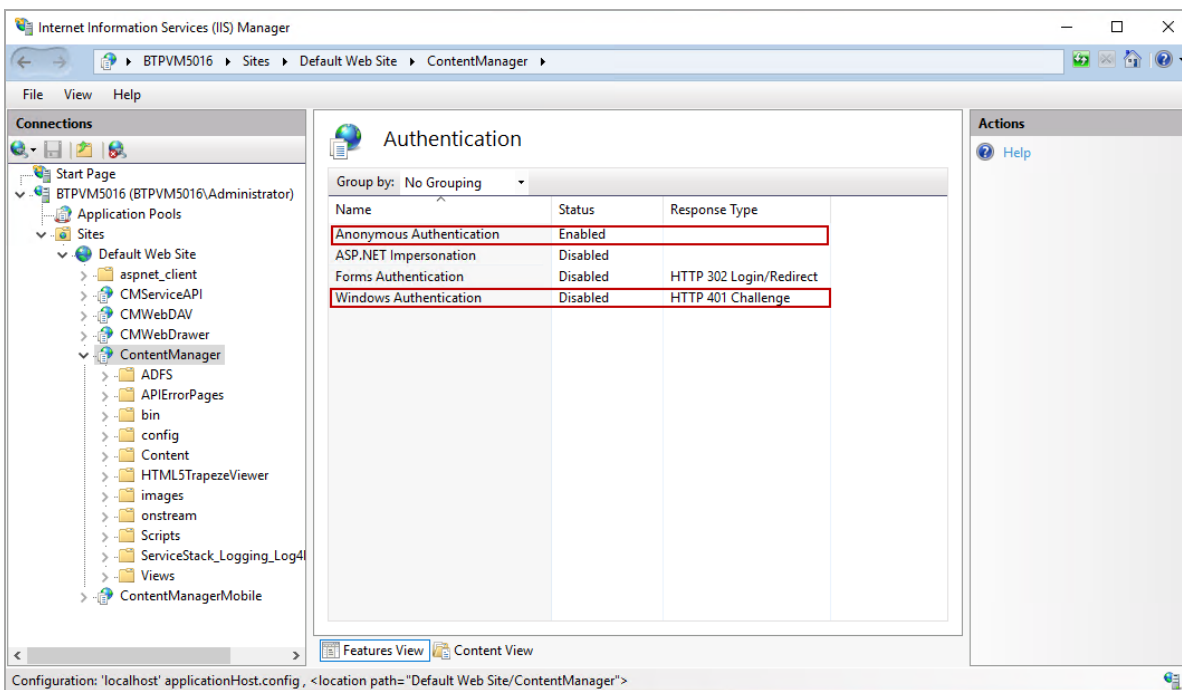 Internet Information Services (IIS) Manager
BTPVM5016 Sites Default Web Site ContentManager
File View Help
Connections
Start Page
BTPVM5016 (BTPVM5016\Administrator)
Application Pools
Sites
Default Web Site
aspnet_client
CMServiceAPI
CMWebDAV
CMWebDrawer
ContentManager
ADFS
APIErrorPages
bin
config
Content
HTML5TrapezeViewer
images
onstream
Scripts
ServiceStack_Logging_Log4
Views
ContentManagerMobile
Authentication
Group by: No Grouping
Name Status Response Type
Anonymous Authentication Enabled
ASP.NET Impersonation Disabled
Forms Authentication Disabled HTTP 302 Login/Redirect
Windows Authentication Disabled HTTP 401 Challenge
Features View Content View
Actions
Help
Configuration: 'localhost' applicationHost.config , <location path="Default Web Site/ContentManager">